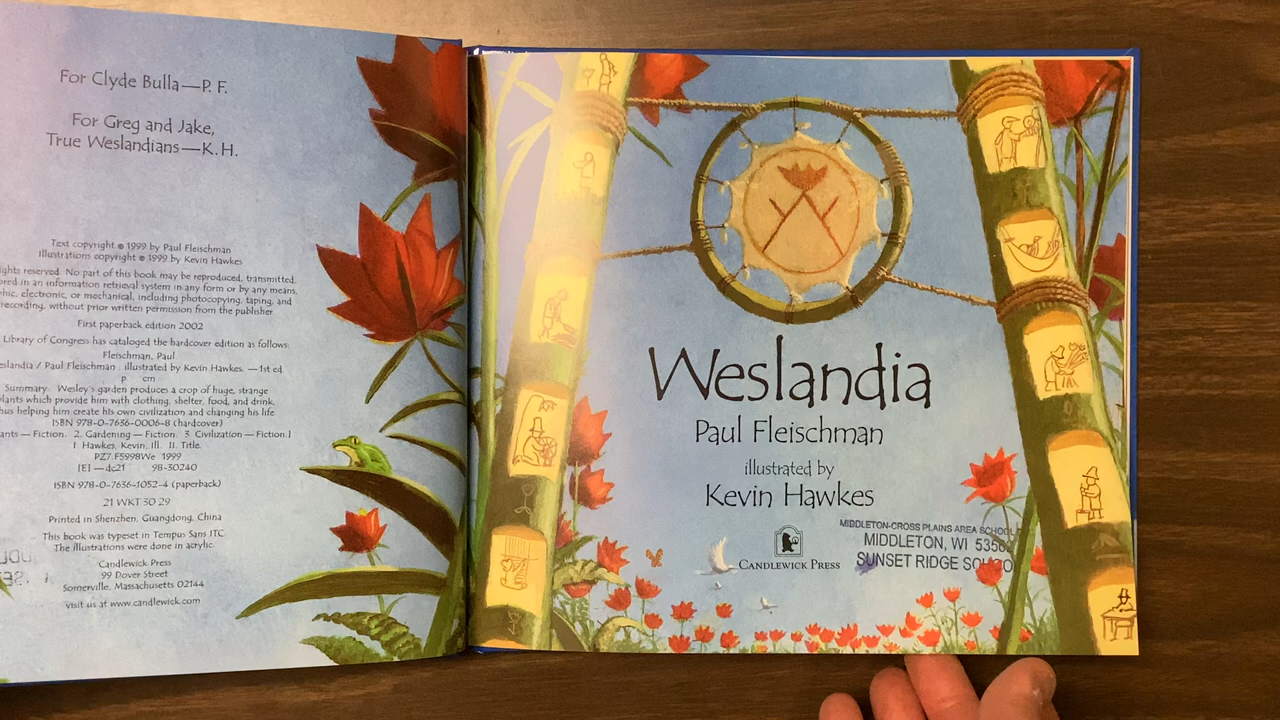 For Clyde Bulla—P. F.
For Greg and Jake,
True Weslandians—K. H.
Text copyright © 1999 by Paul Fleischman
Illustrations copyright © 1999 by Kevin Hawkes
reserved. No part of this book may be reproduced, transmitted,
in an information retrieval system in any form or by any means,
electronic, or mechanical, including photocopying, taping, and
recording, without prior written permission from the publisher.
First paperback edition 2002
Library of Congress has cataloged the hardcover edition as follows:
Fleischman, Paul
/ Paul Fleischman ; illustrated by Kevin Hawkes. —1st ed
p. cm
Summary: Wesley's garden produces a crop of huge, strange
plants which provide him with clothing, shelter, food, and drink,
thus helping him create his own civilization and changing his life.
ISBN 978-0-7636-0006-8 (hardcover)
— Fiction. 2. Gardening — Fiction. 3 Civilization — Fiction.]
I Hawkes, Kevin, Ill. II. Title.
PZ7.F5998We 1999
[E] — dc21 98-30240
ISBN 978-0-7636-1052-4 (paperback)
21 WKT 30 29
Printed in Shenzhen, Guangdong, China
This book was typeset in Tempus Sans ITC.
The illustrations were done in acrylic.
Candlewick Press
99 Dover Street
Somerville, Massachusetts 02144
visit us at www.candlewick.com
Weslandia
Paul Fleischman
illustrated by
Kevin Hawkes
CANDLEWICK PRESS
MIDDLETON-CROSS PLAINS AREA SCHOOL
MIDDLETON, WI
SUNSET RIDGE